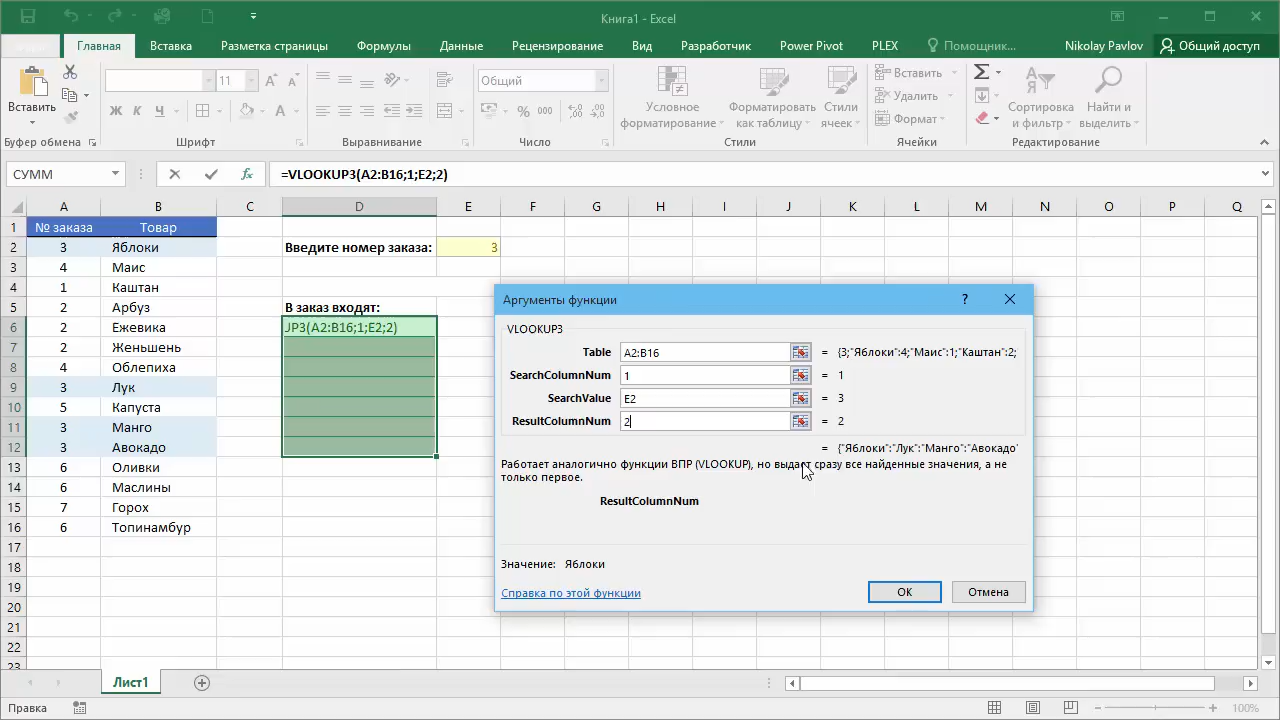 Книга1 - Excel
Главная Вставка Разметка страницы Формулы Данные Рецензирование Вид Разработчик Power Pivot PLEX Помощник... Nikolay Pavlov Общий доступ
Вставить
11
Ж К Ч
Общий
% 000
Условное форматирование
Форматировать как таблицу
Стили ячеек
Вставить
Удалить
Формат
Сортировка и фильтр
Найти и выделить
Буфер обмена Шрифт Выравнивание Число Стили Ячейки Редактирование
СУММ fx =VLOOKUP3(A2:B16;1;E2;2)
A B C D E F G H I J K L M N O P Q
1 № заказа Товар
2 3 Яблоки Введите номер заказа: 3
3 4 Маис
4 1 Каштан
5 2 Арбуз В заказ входят:
6 2 Ежевика JP3(A2:B16;1;E2;2)
7 2 Женьшень
8 4 Облепиха
9 3 Лук
10 5 Капуста
11 3 Манго
12 3 Авокадо
13 6 Оливки
14 6 Маслины
15 7 Горох
16 6 Топинамбур
17
18
19
20
21
22
23
Аргументы функции ?
VLOOKUP3
Table A2:B16 = {3;"Яблоки":4;"Маис":1;"Каштан":2;
SearchColumnNum 1 = 1
SearchValue E2 = 3
ResultColumnNum 2 = 2
= {"Яблоки":"Лук":"Манго":"Авокадо"
Работает аналогично функции ВПР (VLOOKUP), но выдает сразу все найденные значения, а не
только первое.
ResultColumnNum
Значение: Яблоки
Справка по этой функции OK Отмена
Лист1
Правка 100%